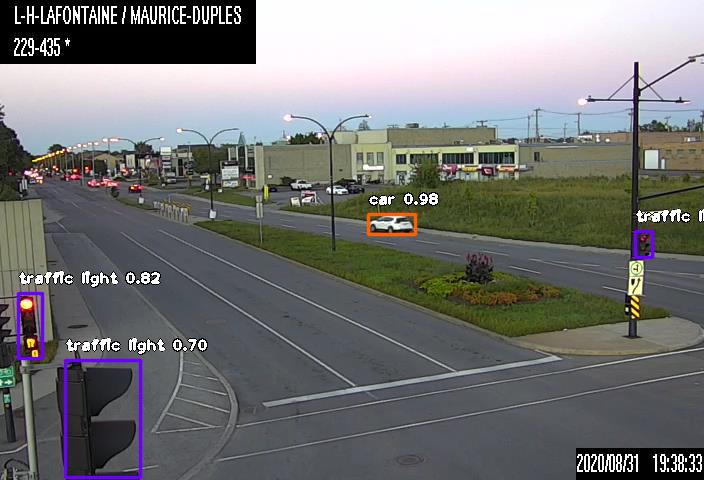 L-H-LAFONTAINE / MAURICE-DUPLES
229-435 *
car 0.98
traffic l
traffic light 0.82
traffic light 0.70
2020/08/31 19:38:33